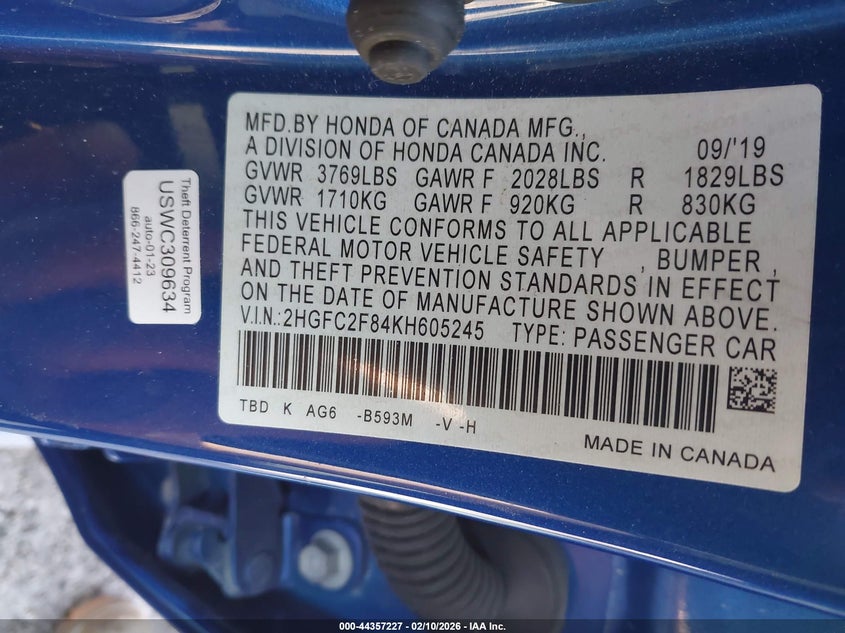 MFD.BY HONDA OF CANADA MFG.,
A DIVISION OF HONDA CANADA INC. 09/'19
GVWR 3769LBS GAWR F 2028LBS R 1829LBS
GVWR 1710KG GAWR F 920KG R 830KG
THIS VEHICLE CONFORMS TO ALL APPLICABLE
FEDERAL MOTOR VEHICLE SAFETY , BUMPER ,
AND THEFT PREVENTION STANDARDS IN EFFECT
ON THE DATE OF MANUFACTURE SHOWN ABOVE.
V.I.N.:2HGFC2F84KH605245 TYPE: PASSENGER CAR
TBD K AG6 -B593M -V -H
MADE IN CANADA
Theft Deterrent Program
USWC309634
auto-01-23
866-247-4412
000-44357227 - 02/10/2026 - IAA Inc.